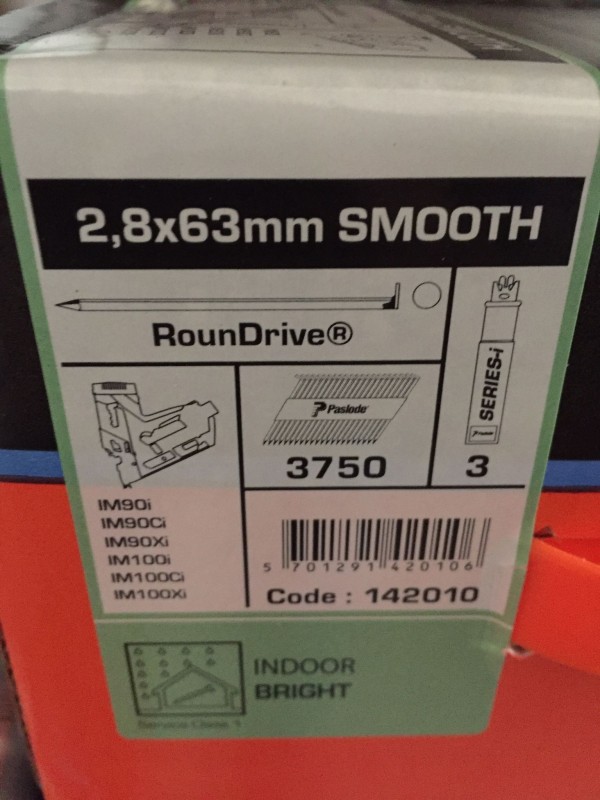 2,8x63mm SMOOTH
RounDrive®
SERIES-i
Paslode
Paslode
3750
3
IM90i
IM90Ci
IM90Xi
IM100i
IM100Ci
IM100Xi
5 701291 420106
Code : 142010
INDOOR
BRIGHT
Service Class 1